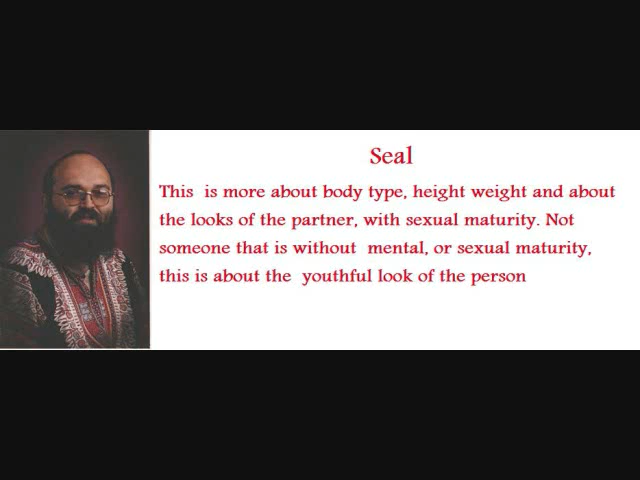 Seal
This is more about body type, height weight and about
the looks of the partner, with sexual maturity. Not
someone that is without mental, or sexual maturity,
this is about the youthful look of the person